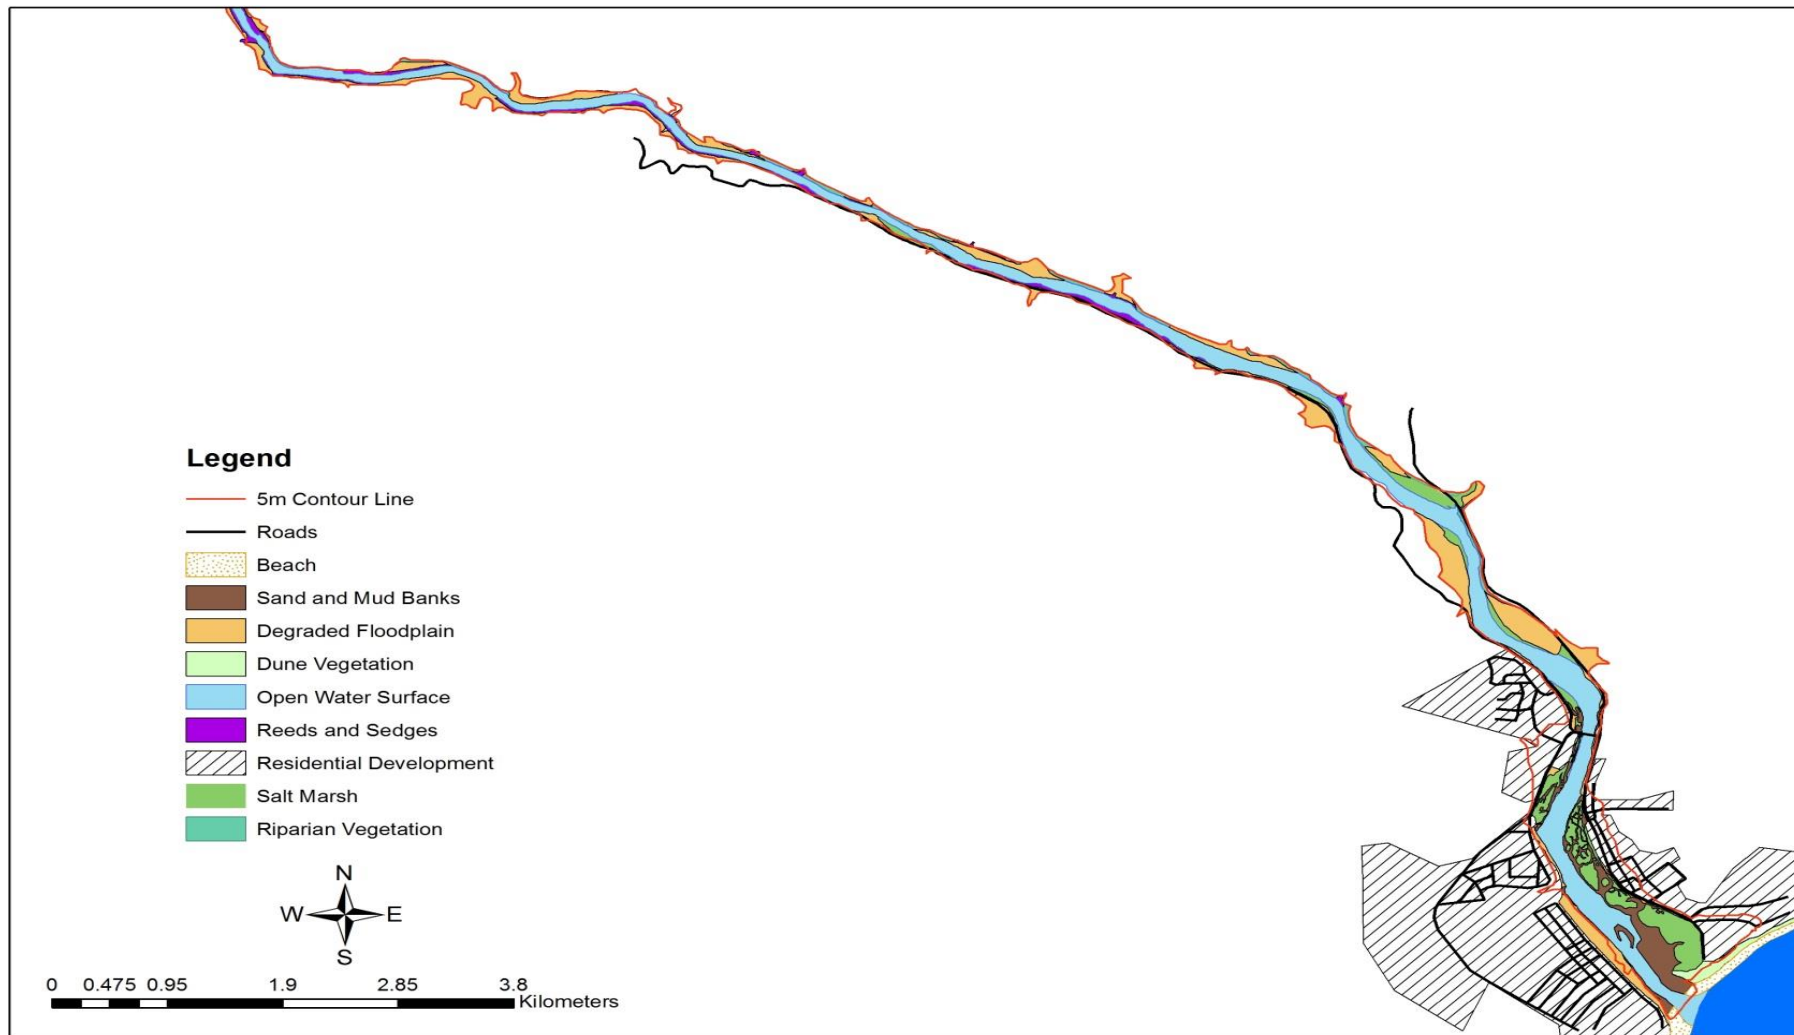 Legend
5m Contour Line
Roads
Beach
Sand and Mud Banks
Degraded Floodplain
Dune Vegetation
Open Water Surface
Reeds and Sedges
Residential Development
Salt Marsh
Riparian Vegetation
N
W E
S
0 0.475 0.95 1.9 2.85 3.8
Kilometers